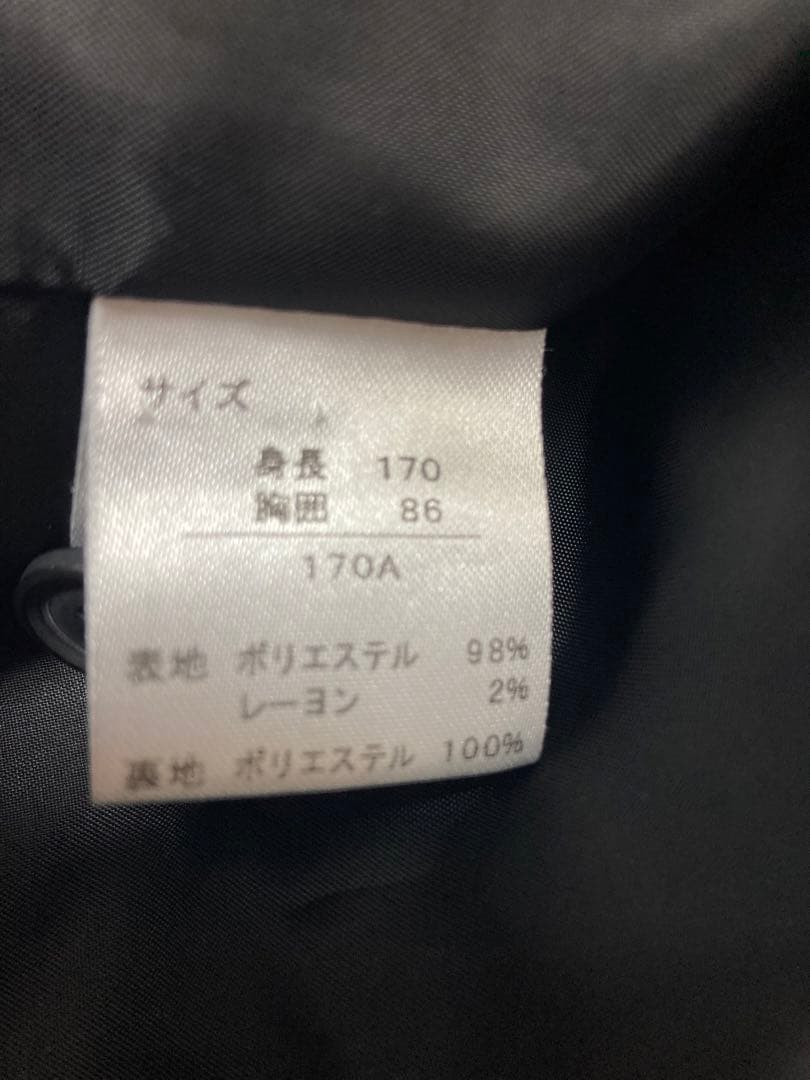 サイズ
身長 170
胸囲 86
170A
表地 ポリエステル 98%
レーヨン 2%
裏地 ポリエステル 100%